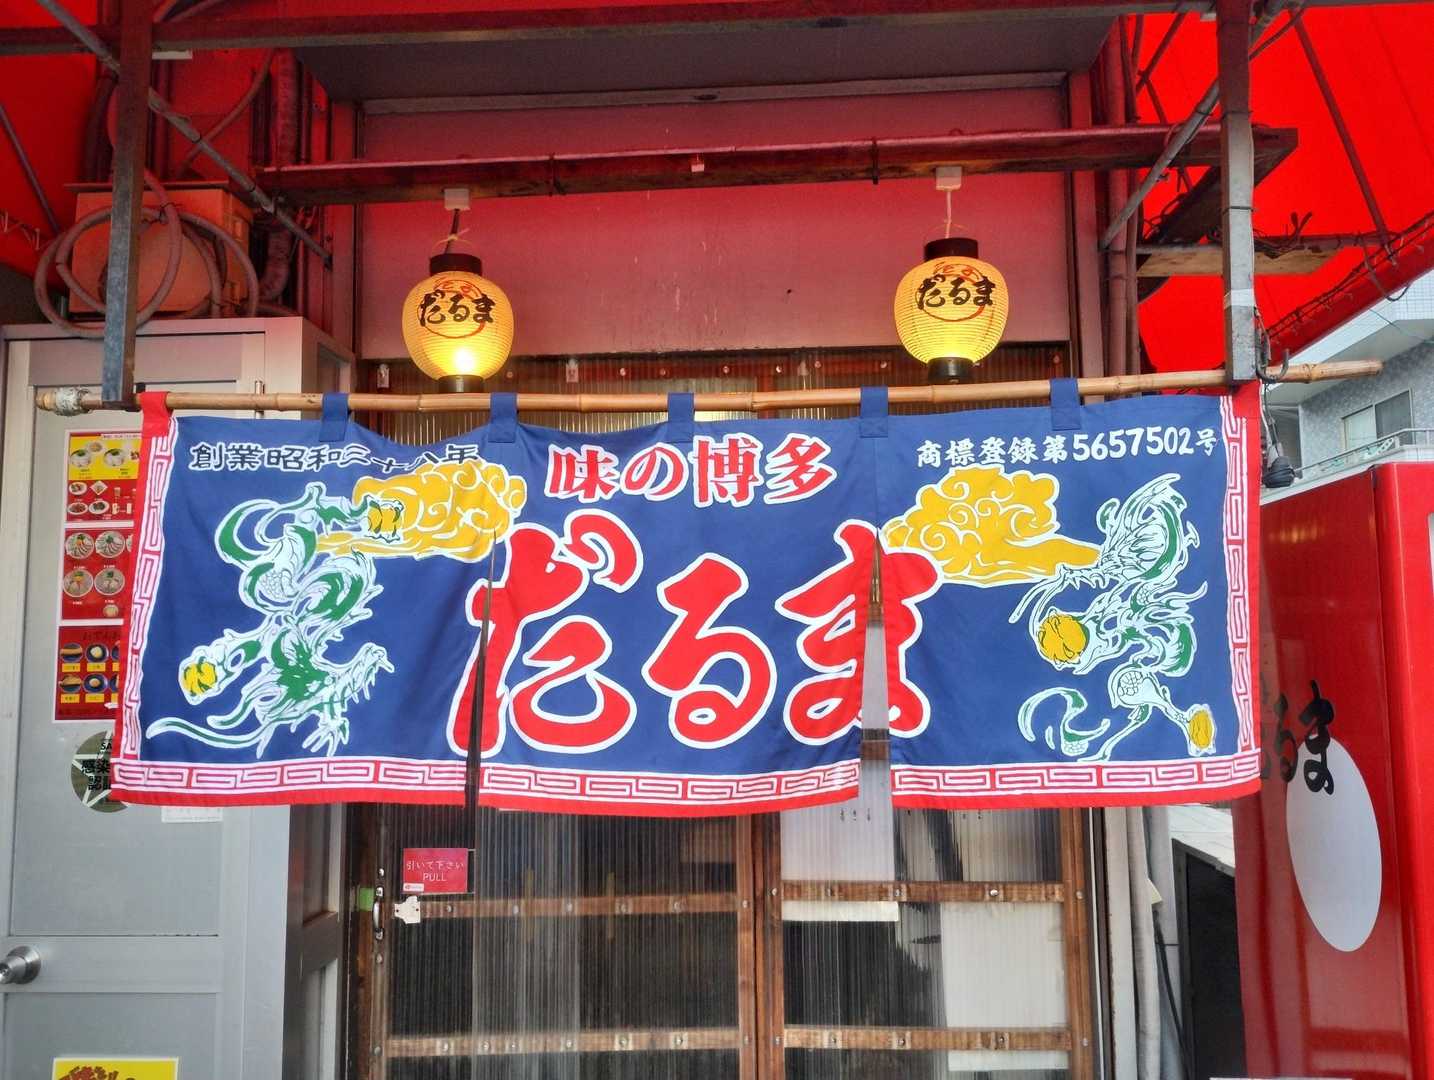 だるま
だるま
創業昭和三十八年
味の博多
商標登録第5657502号
だるま
引いて下さい
PULL
だるま